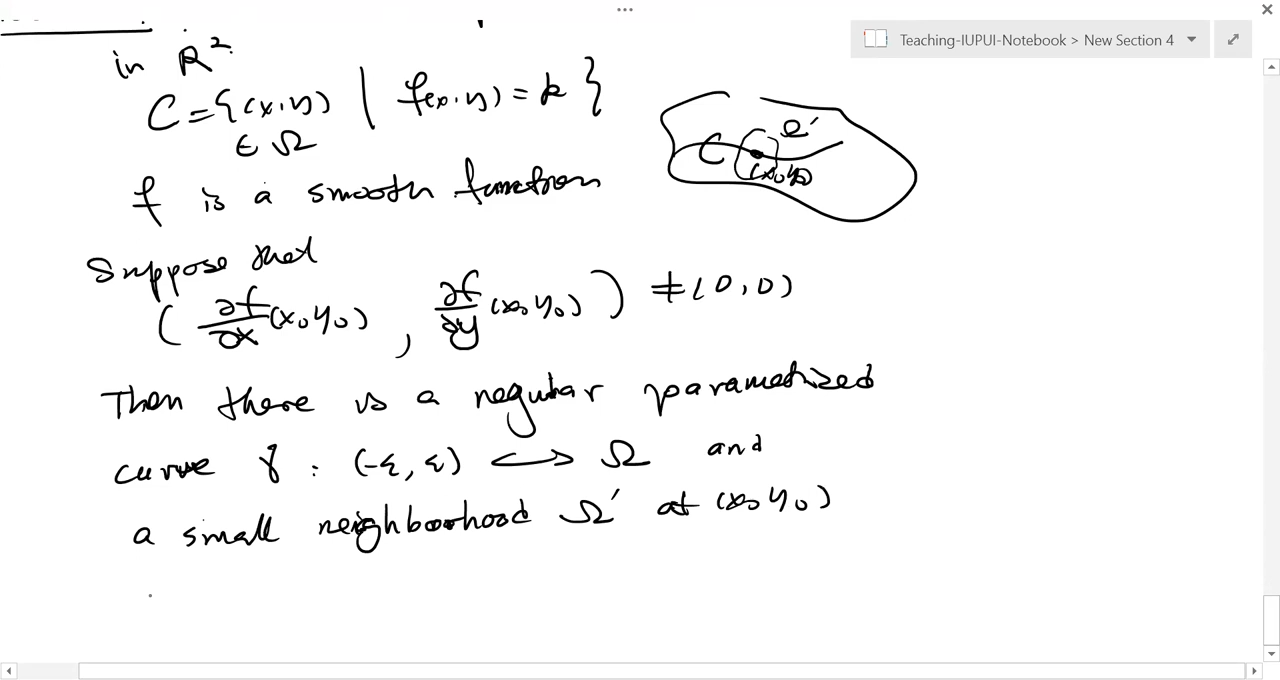 Teaching-IUPUI-Notebook > New Section 4
in R²
C = {(x,y) | f(x,y) = k}
∈ Ω
C Ω' (x₀,y₀)
f is a smooth function
Suppose that
( ∂f/∂x (x₀,y₀) , ∂f/∂y (x₀,y₀) ) ≠ (0,0)
Then there is a regular parametrized
curve γ : (-ε, ε) ↪ Ω and
a small neighborhood Ω' at (x₀,y₀)